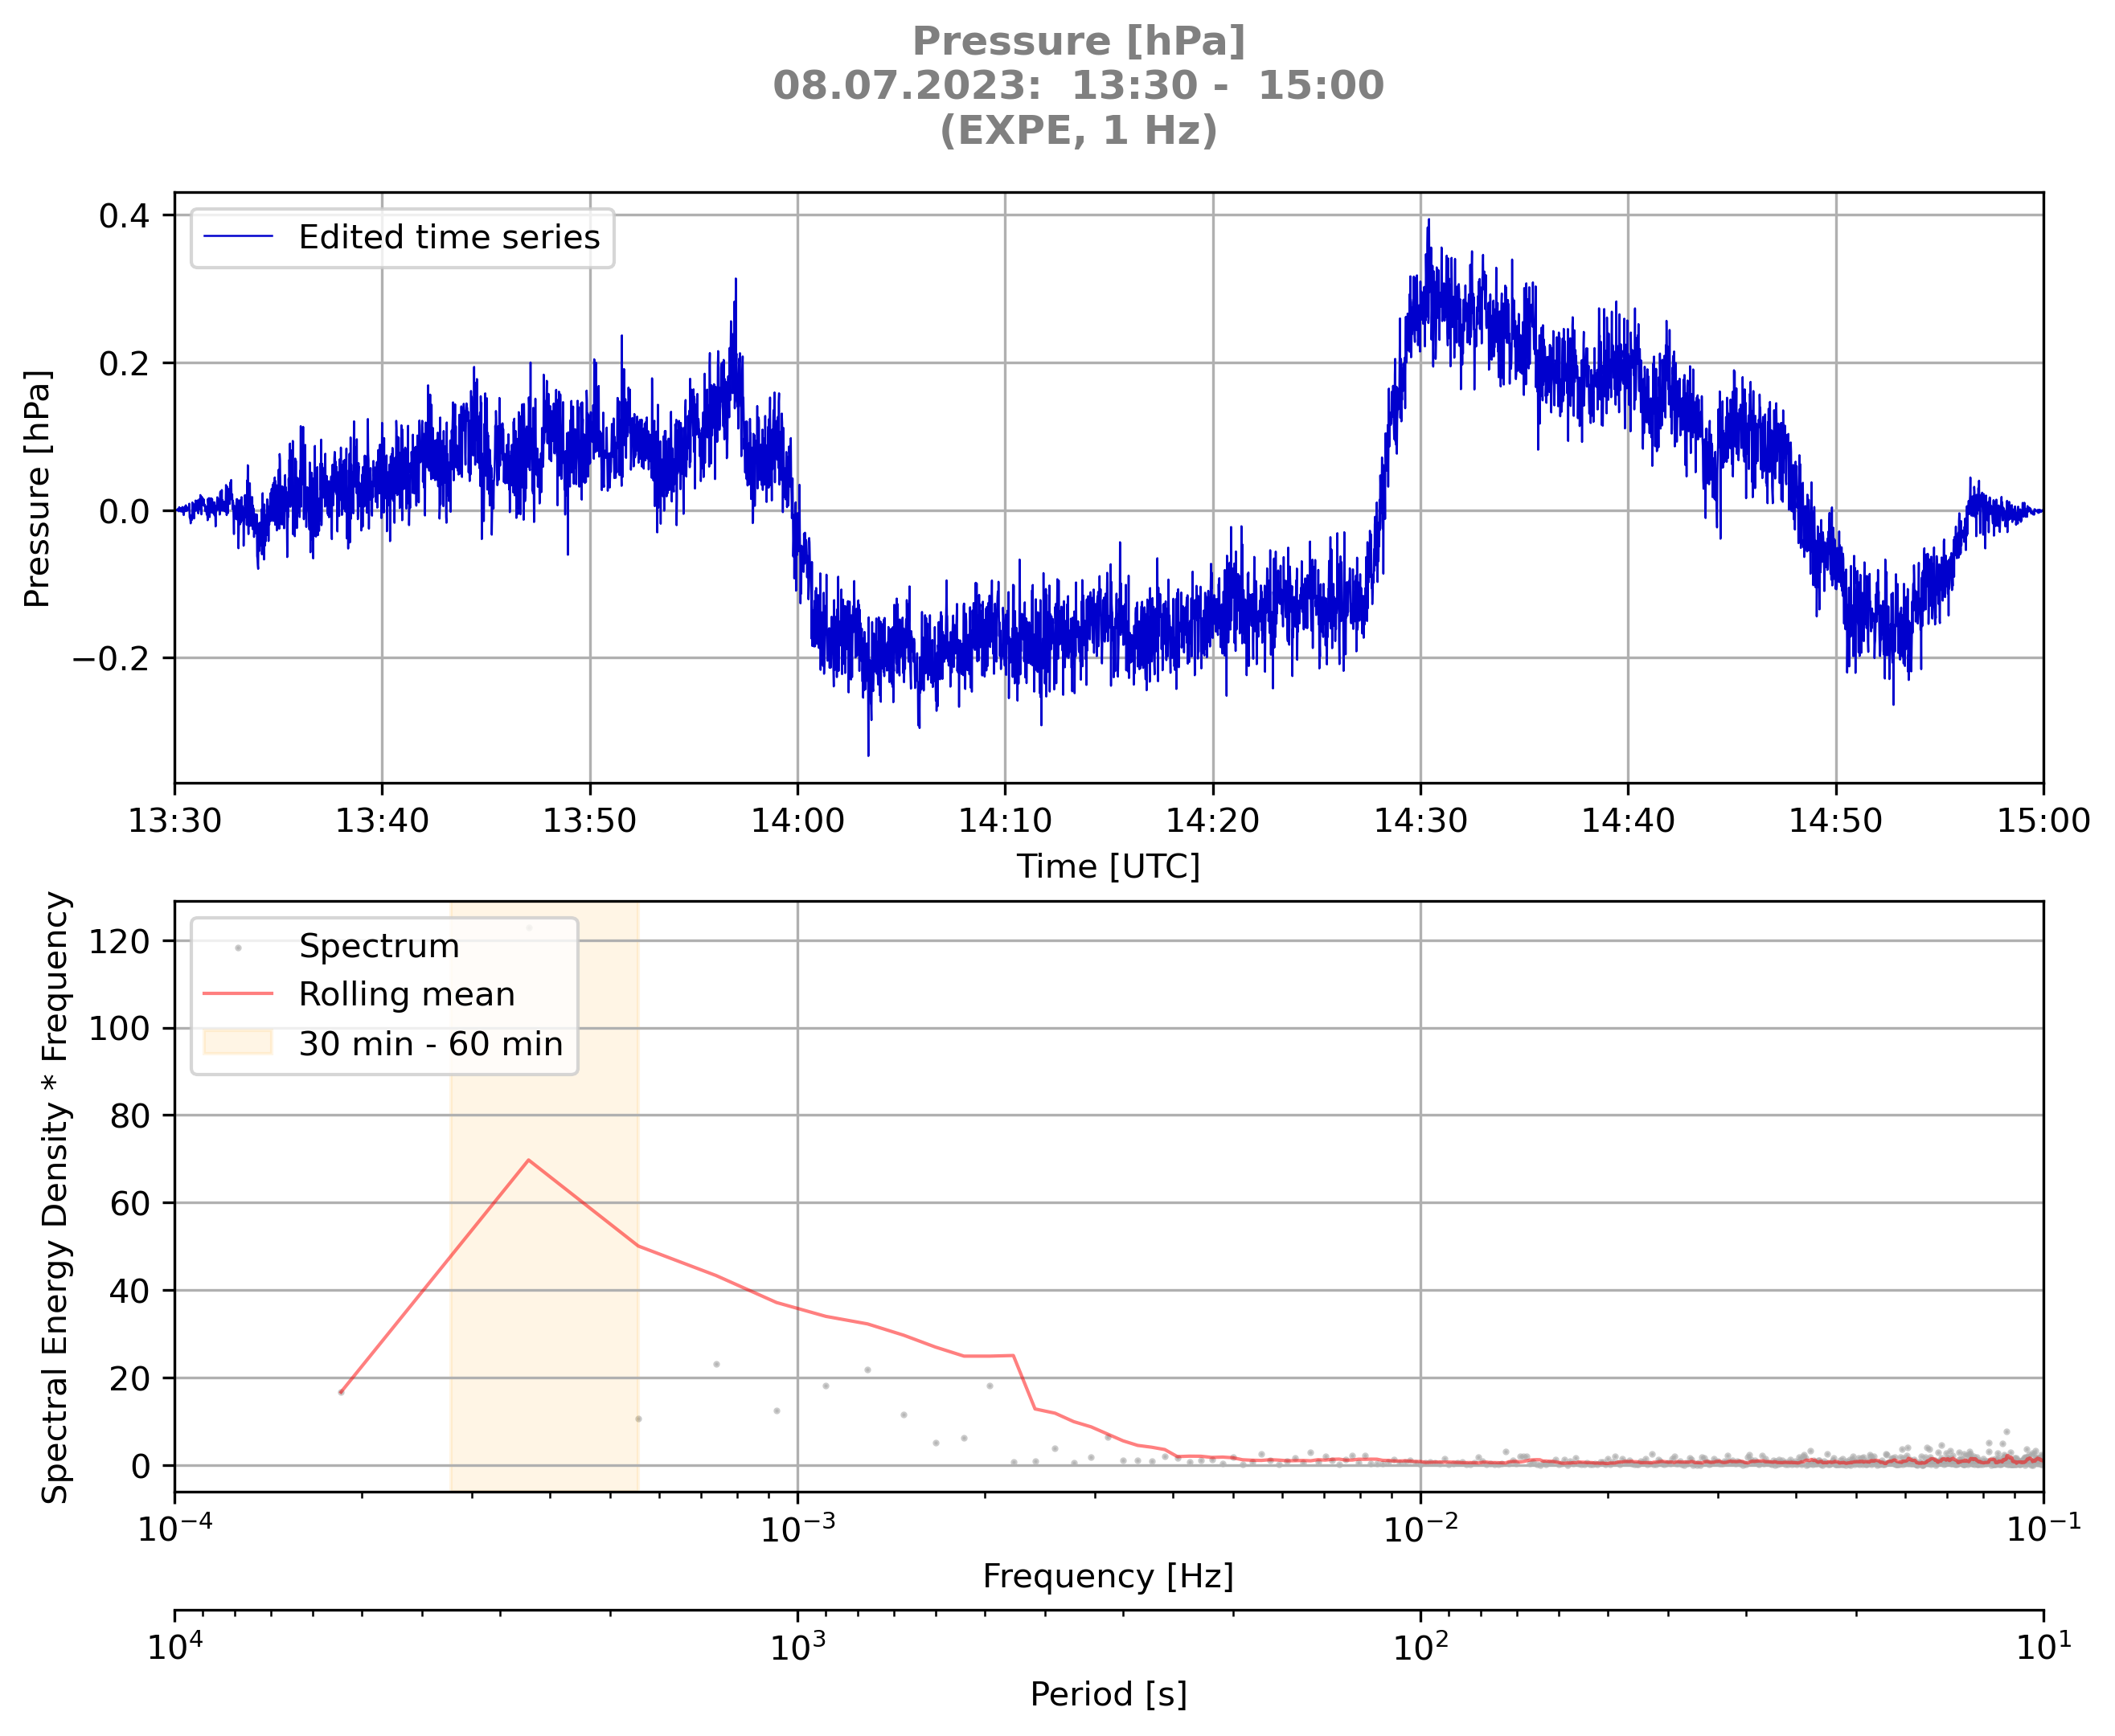 Pressure [hPa]
08.07.2023:  13:30 -  15:00
(EXPE, 1 Hz)
Edited time series
Pressure [hPa]
0.4
0.2
0.0
−0.2
13:30 13:40 13:50 14:00 14:10 14:20 14:30 14:40 14:50 15:00
Time [UTC]
Spectral Energy Density * Frequency
120
100
80
60
40
20
0
Spectrum
Rolling mean
30 min - 60 min
10⁻⁴ 10⁻³ 10⁻² 10⁻¹
Frequency [Hz]
10⁴ 10³ 10² 10¹
Period [s]